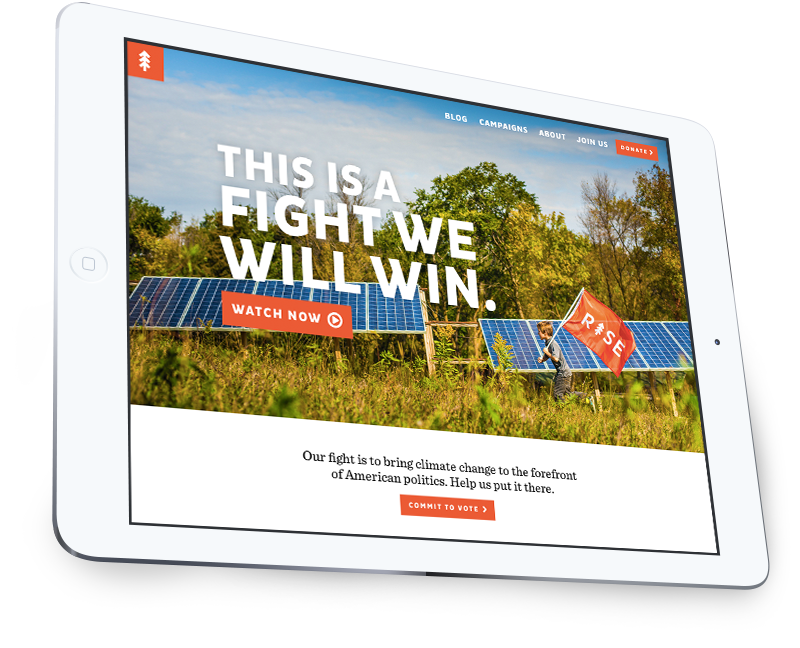 BLOG CAMPAIGNS ABOUT JOIN US DONATE
THIS IS A
FIGHT WE
WILL WIN.
WATCH NOW
RISE
Our fight is to bring climate change to the forefront
of American politics. Help us put it there.
COMMIT TO VOTE